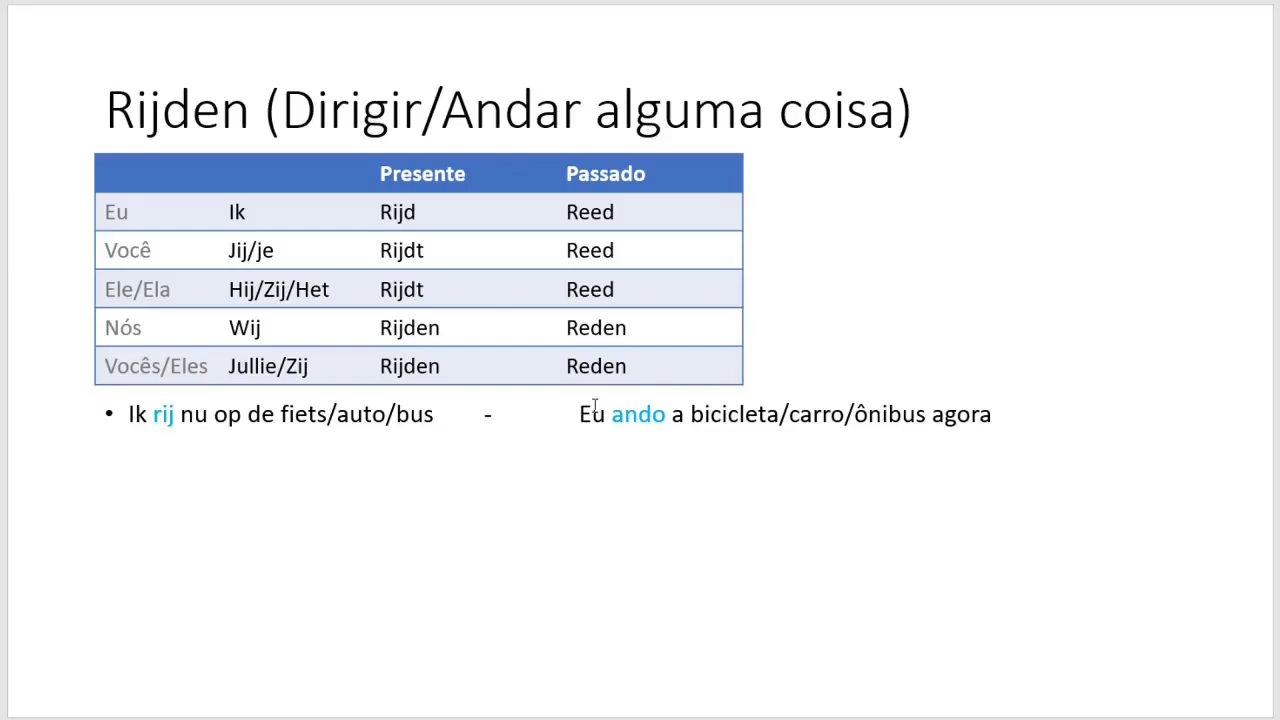 Rijden (Dirigir/Andar alguma coisa)
Presente Passado
Eu Ik Rijd Reed
Você Jij/je Rijdt Reed
Ele/Ela Hij/Zij/Het Rijdt Reed
Nós Wij Rijden Reden
Vocês/Eles Jullie/Zij Rijden Reden
• Ik rij nu op de fiets/auto/bus - Eu ando a bicicleta/carro/ônibus agora